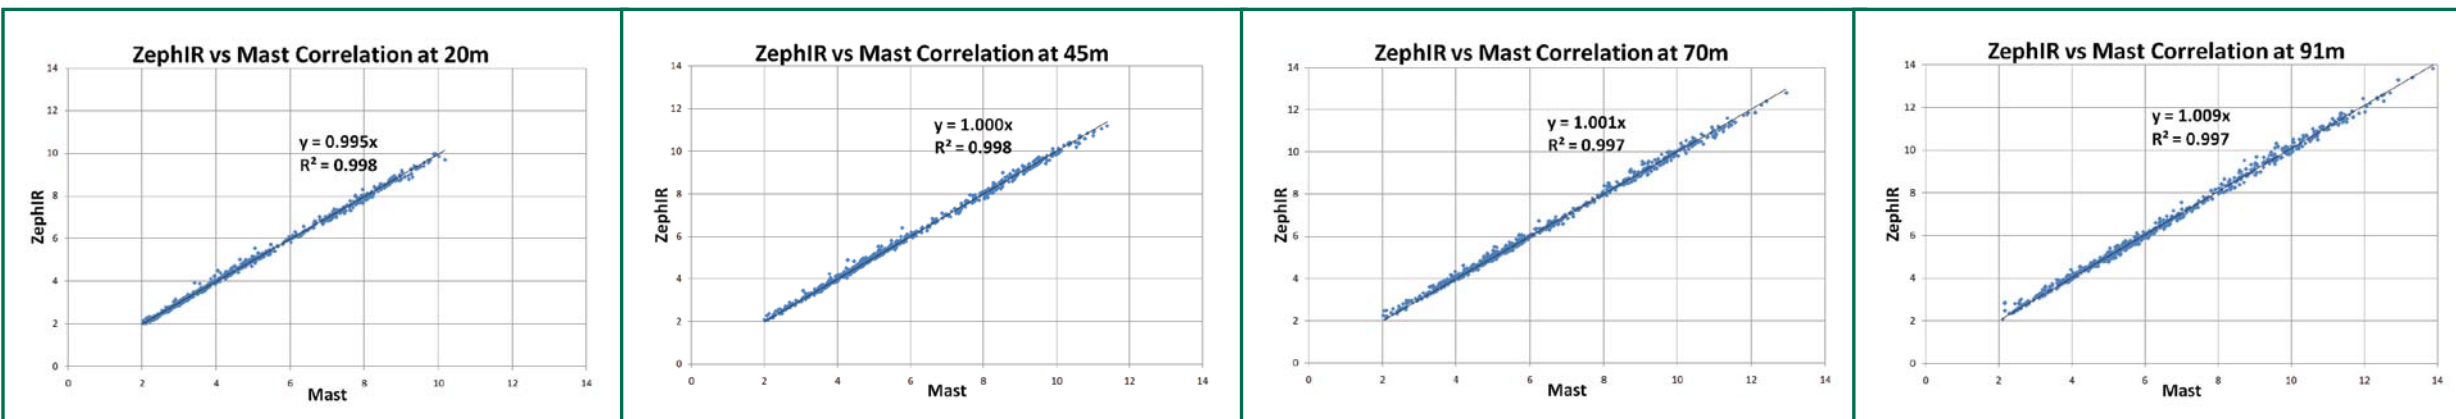 ZephIR vs Mast Correlation at 20m
14
12
10
8
6
4
2
0
ZephIR
y = 0.995x
R² = 0.998
0 2 4 6 8 10 12 14
Mast
ZephIR vs Mast Correlation at 45m
14
12
10
8
6
4
2
0
ZephIR
y = 1.000x
R² = 0.998
0 2 4 6 8 10 12 14
Mast
ZephIR vs Mast Correlation at 70m
14
12
10
8
6
4
2
0
ZephIR
y = 1.001x
R² = 0.997
0 2 4 6 8 10 12 14
Mast
ZephIR vs Mast Correlation at 91m
14
12
10
8
6
4
2
0
ZephIR
y = 1.009x
R² = 0.997
0 2 4 6 8 10 12 14
Mast